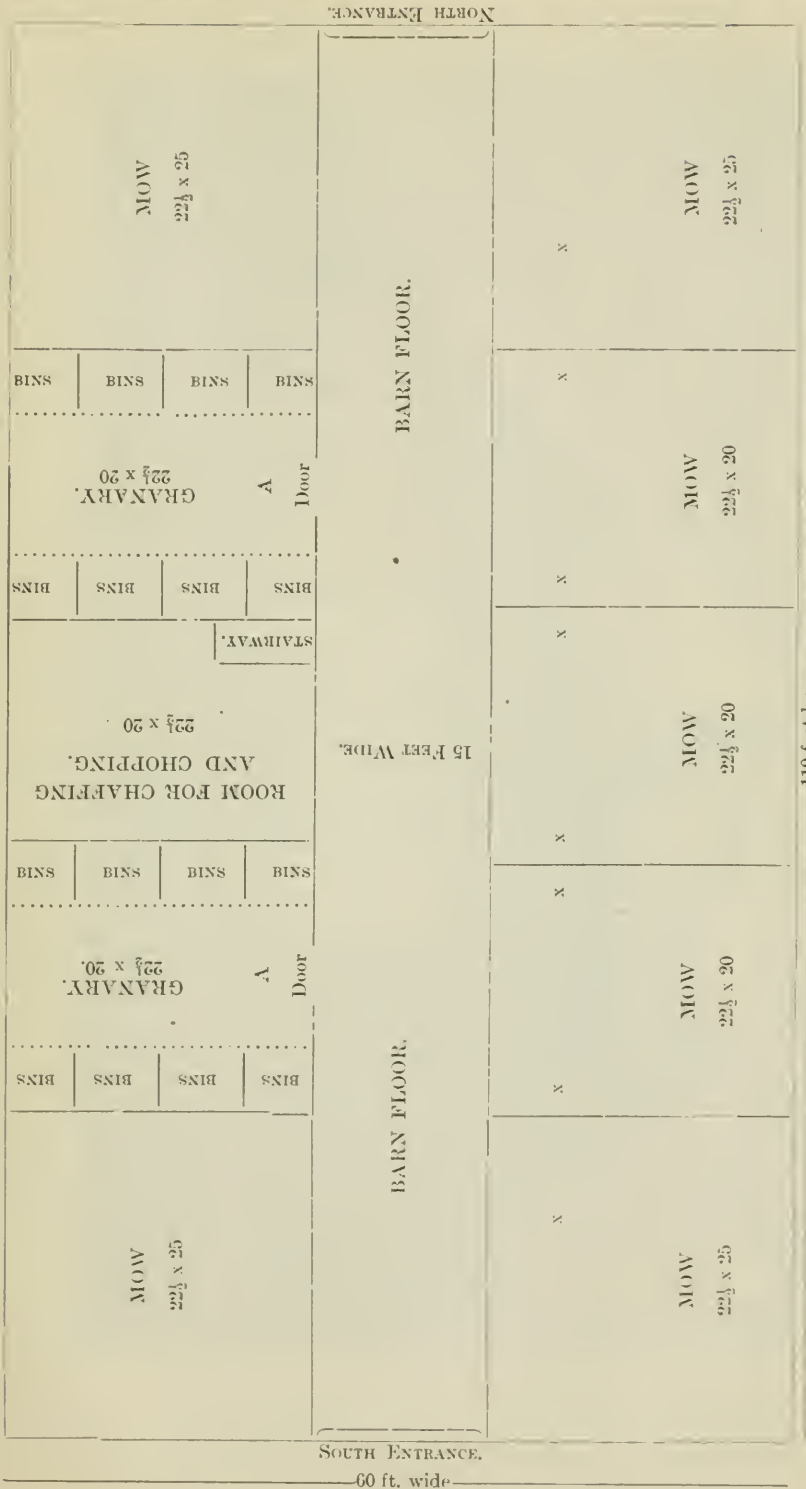 NORTH ENTRANCE.
MOW
22½ x 25
BARN FLOOR.
MOW
22½ x 25
x
BINS BINS BINS BINS
x
GRANARY.
22½ x 20
A
Door
MOW
22½ x 20
BINS BINS BINS BINS
x
STAIRWAY.
x
ROOM FOR CHAFFING
AND CHOPPING.
22½ x 20
15 FEET WIDE.
MOW
22½ x 20
x
BINS BINS BINS BINS
x
GRANARY.
22½ x 20.
A
Door
MOW
22½ x 20
BINS BINS BINS BINS
x
BARN FLOOR.
x
MOW
22½ x 25
MOW
22½ x 25
SOUTH ENTRANCE.
60 ft. wide